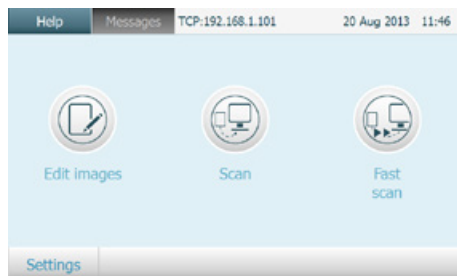 Help Messages TCP:192.168.1.101 20 Aug 2013 11:46
Edit images Scan Fast
scan
Settings